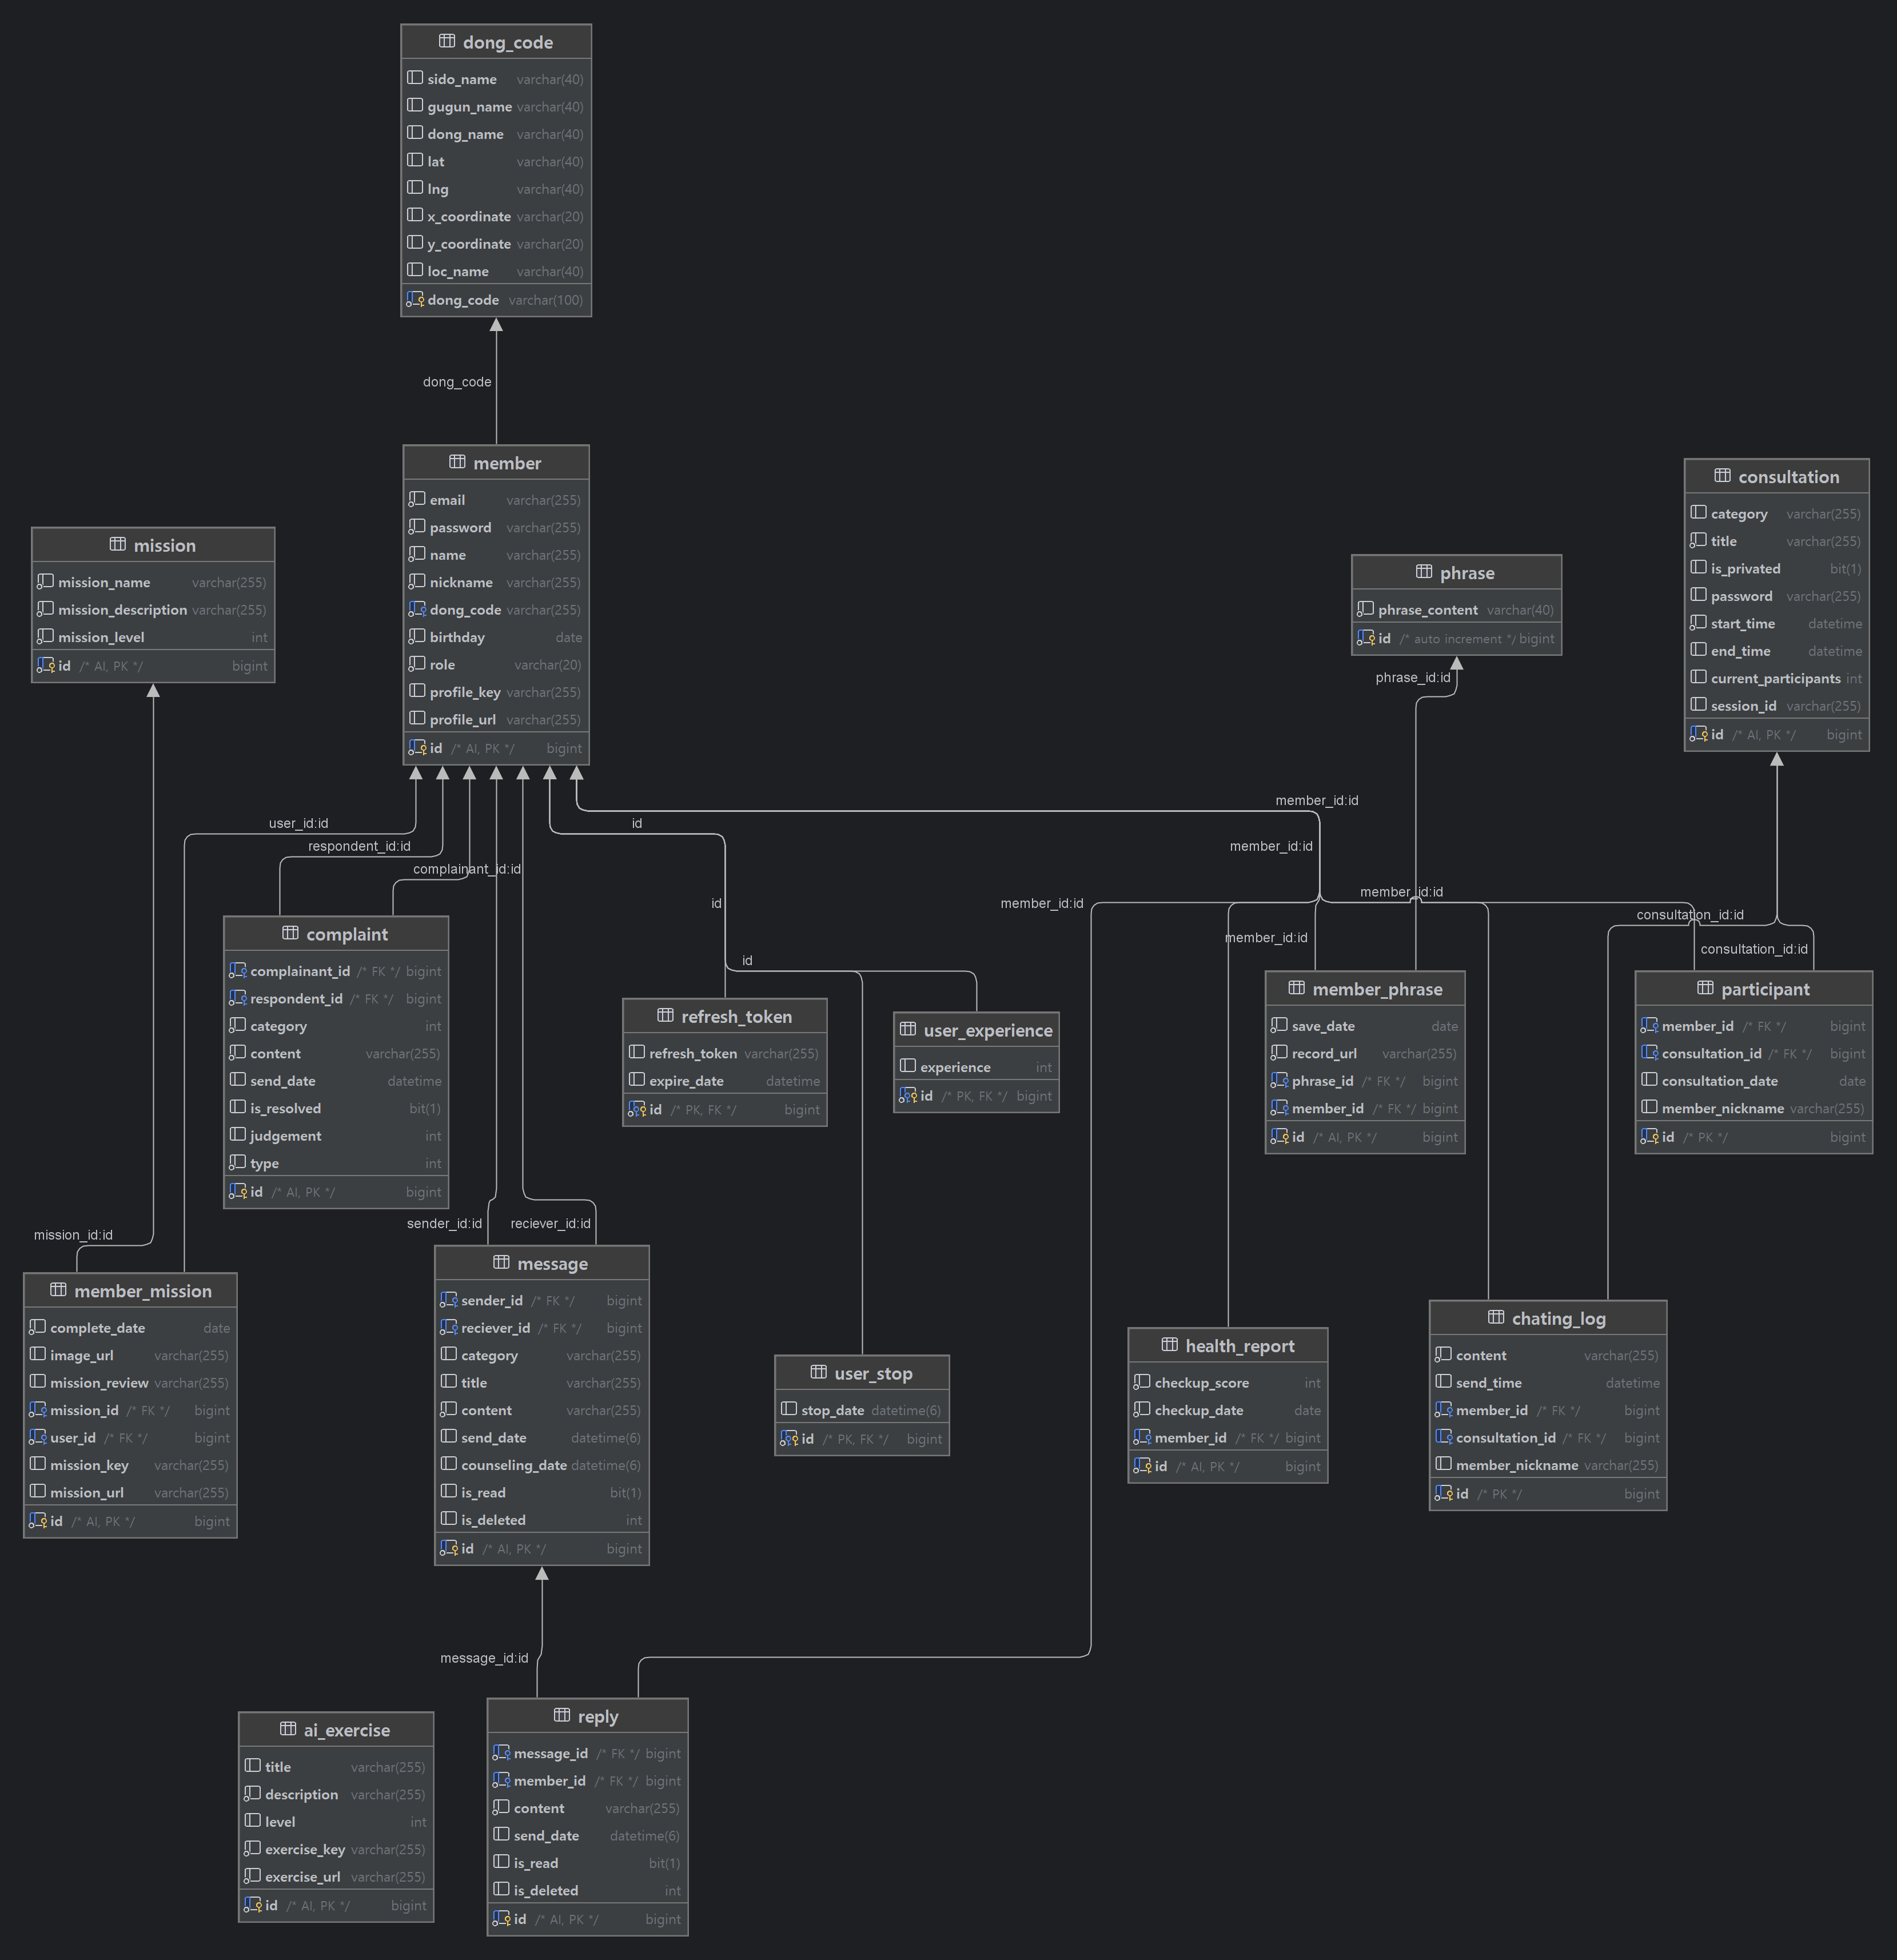 dong_code
sido_name varchar(40)
gugun_name varchar(40)
dong_name varchar(40)
lat varchar(40)
lng varchar(40)
x_coordinate varchar(20)
y_coordinate varchar(20)
loc_name varchar(40)
dong_code varchar(100)
dong_code
member
email varchar(255)
password varchar(255)
name varchar(255)
nickname varchar(255)
dong_code varchar(255)
birthday date
role varchar(20)
profile_key varchar(255)
profile_url varchar(255)
id /* AI, PK */ bigint
consultation
category varchar(255)
title varchar(255)
is_privated bit(1)
password varchar(255)
start_time datetime
end_time datetime
current_participants int
session_id varchar(255)
id /* AI, PK */ bigint
mission
mission_name varchar(255)
mission_description varchar(255)
mission_level int
id /* AI, PK */ bigint
phrase
phrase_content varchar(40)
id /* auto increment */ bigint
phrase_id:id
member_id:id
user_id:id
id
respondent_id:id
member_id:id
complainant_id:id
member_id:id
id
member_id:id
consultation_id:id
member_id:id
consultation_id:id
id
complaint
complainant_id /* FK */ bigint
respondent_id /* FK */ bigint
category int
content varchar(255)
send_date datetime
is_resolved bit(1)
judgement int
type int
id /* AI, PK */ bigint
refresh_token
refresh_token varchar(255)
expire_date datetime
id /* PK, FK */ bigint
user_experience
experience int
id /* PK, FK */ bigint
member_phrase
save_date date
record_url varchar(255)
phrase_id /* FK */ bigint
member_id /* FK */ bigint
id /* AI, PK */ bigint
participant
member_id /* FK */ bigint
consultation_id /* FK */ bigint
consultation_date date
member_nickname varchar(255)
id /* PK */ bigint
mission_id:id
sender_id:id
reciever_id:id
member_mission
complete_date date
image_url varchar(255)
mission_review varchar(255)
mission_id /* FK */ bigint
user_id /* FK */ bigint
mission_key varchar(255)
mission_url varchar(255)
id /* AI, PK */ bigint
message
sender_id /* FK */ bigint
reciever_id /* FK */ bigint
category varchar(255)
title varchar(255)
content varchar(255)
send_date datetime(6)
counseling_date datetime(6)
is_read bit(1)
is_deleted int
id /* AI, PK */ bigint
user_stop
stop_date datetime(6)
id /* PK, FK */ bigint
health_report
checkup_score int
checkup_date date
member_id /* FK */ bigint
id /* AI, PK */ bigint
chating_log
content varchar(255)
send_time datetime
member_id /* FK */ bigint
consultation_id /* FK */ bigint
member_nickname varchar(255)
id /* PK */ bigint
message_id:id
ai_exercise
title varchar(255)
description varchar(255)
level int
exercise_key varchar(255)
exercise_url varchar(255)
id /* AI, PK */ bigint
reply
message_id /* FK */ bigint
member_id /* FK */ bigint
content varchar(255)
send_date datetime(6)
is_read bit(1)
is_deleted int
id /* AI, PK */ bigint